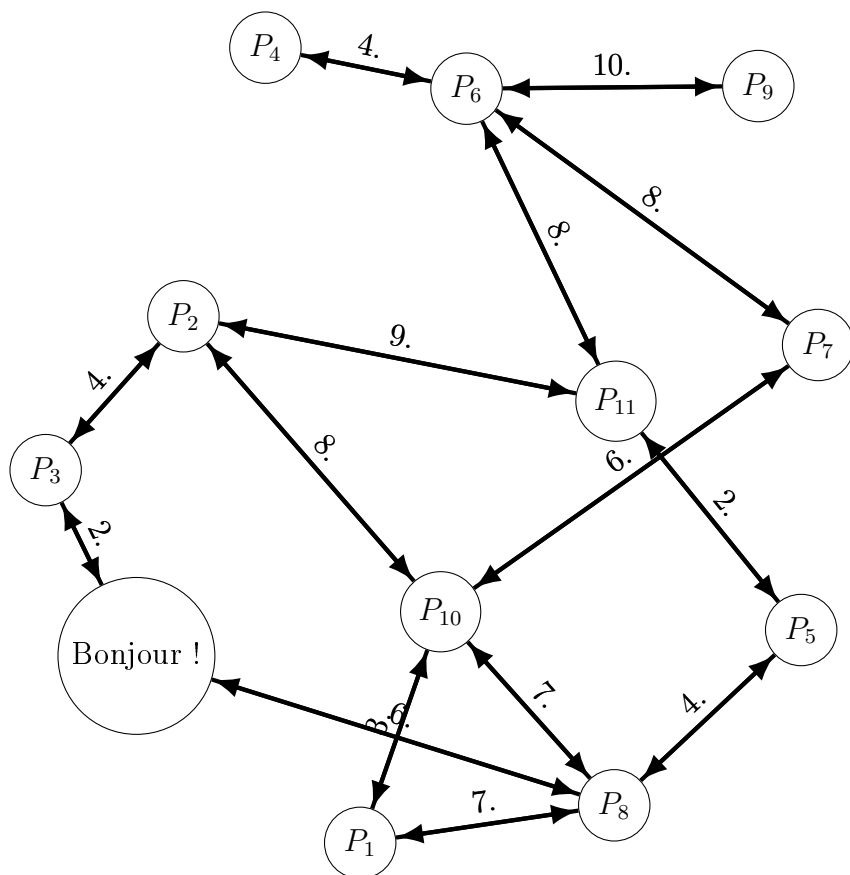 P₄
4.
P₆
10.
P₉
8.
8.
P₂
9.
P₇
4.
P₁₁
8.
6.
P₃
2.
2.
P₁₀
P₅
Bonjour !
7.
4.
3.
6.
7.
P₈
P₁